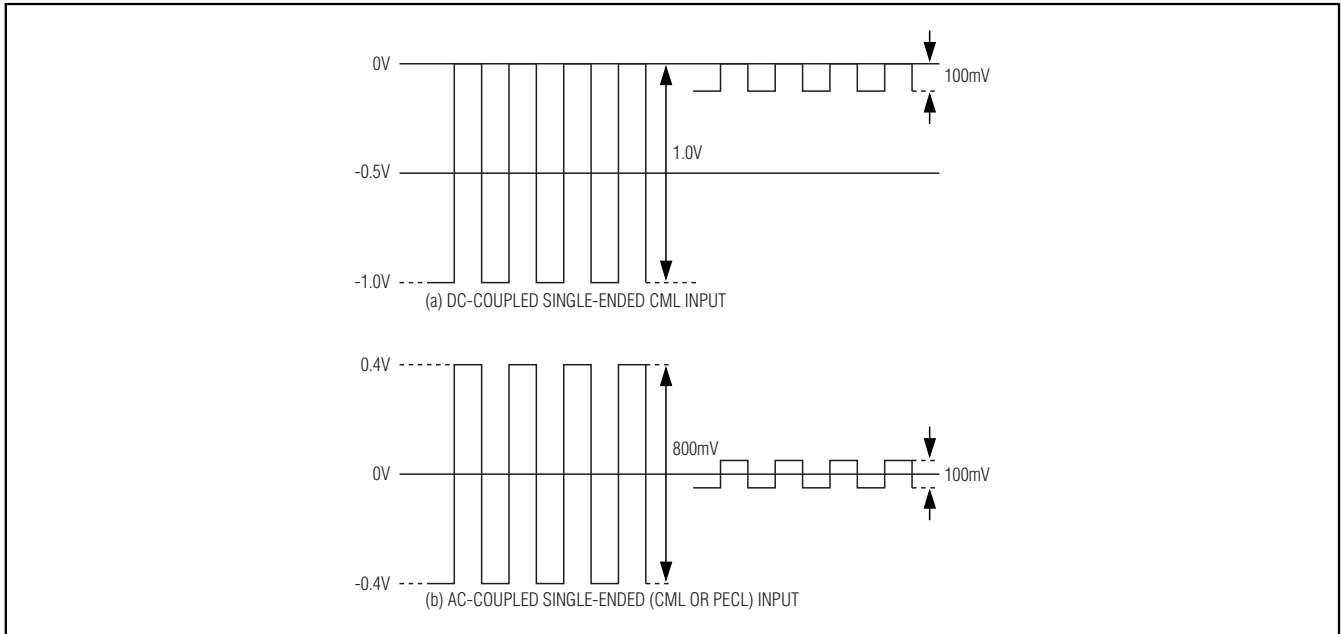 0V
100mV
1.0V
-0.5V
-1.0V
(a) DC-COUPLED SINGLE-ENDED CML INPUT
0.4V
800mV
0V
100mV
-0.4V
(b) AC-COUPLED SINGLE-ENDED (CML OR PECL) INPUT